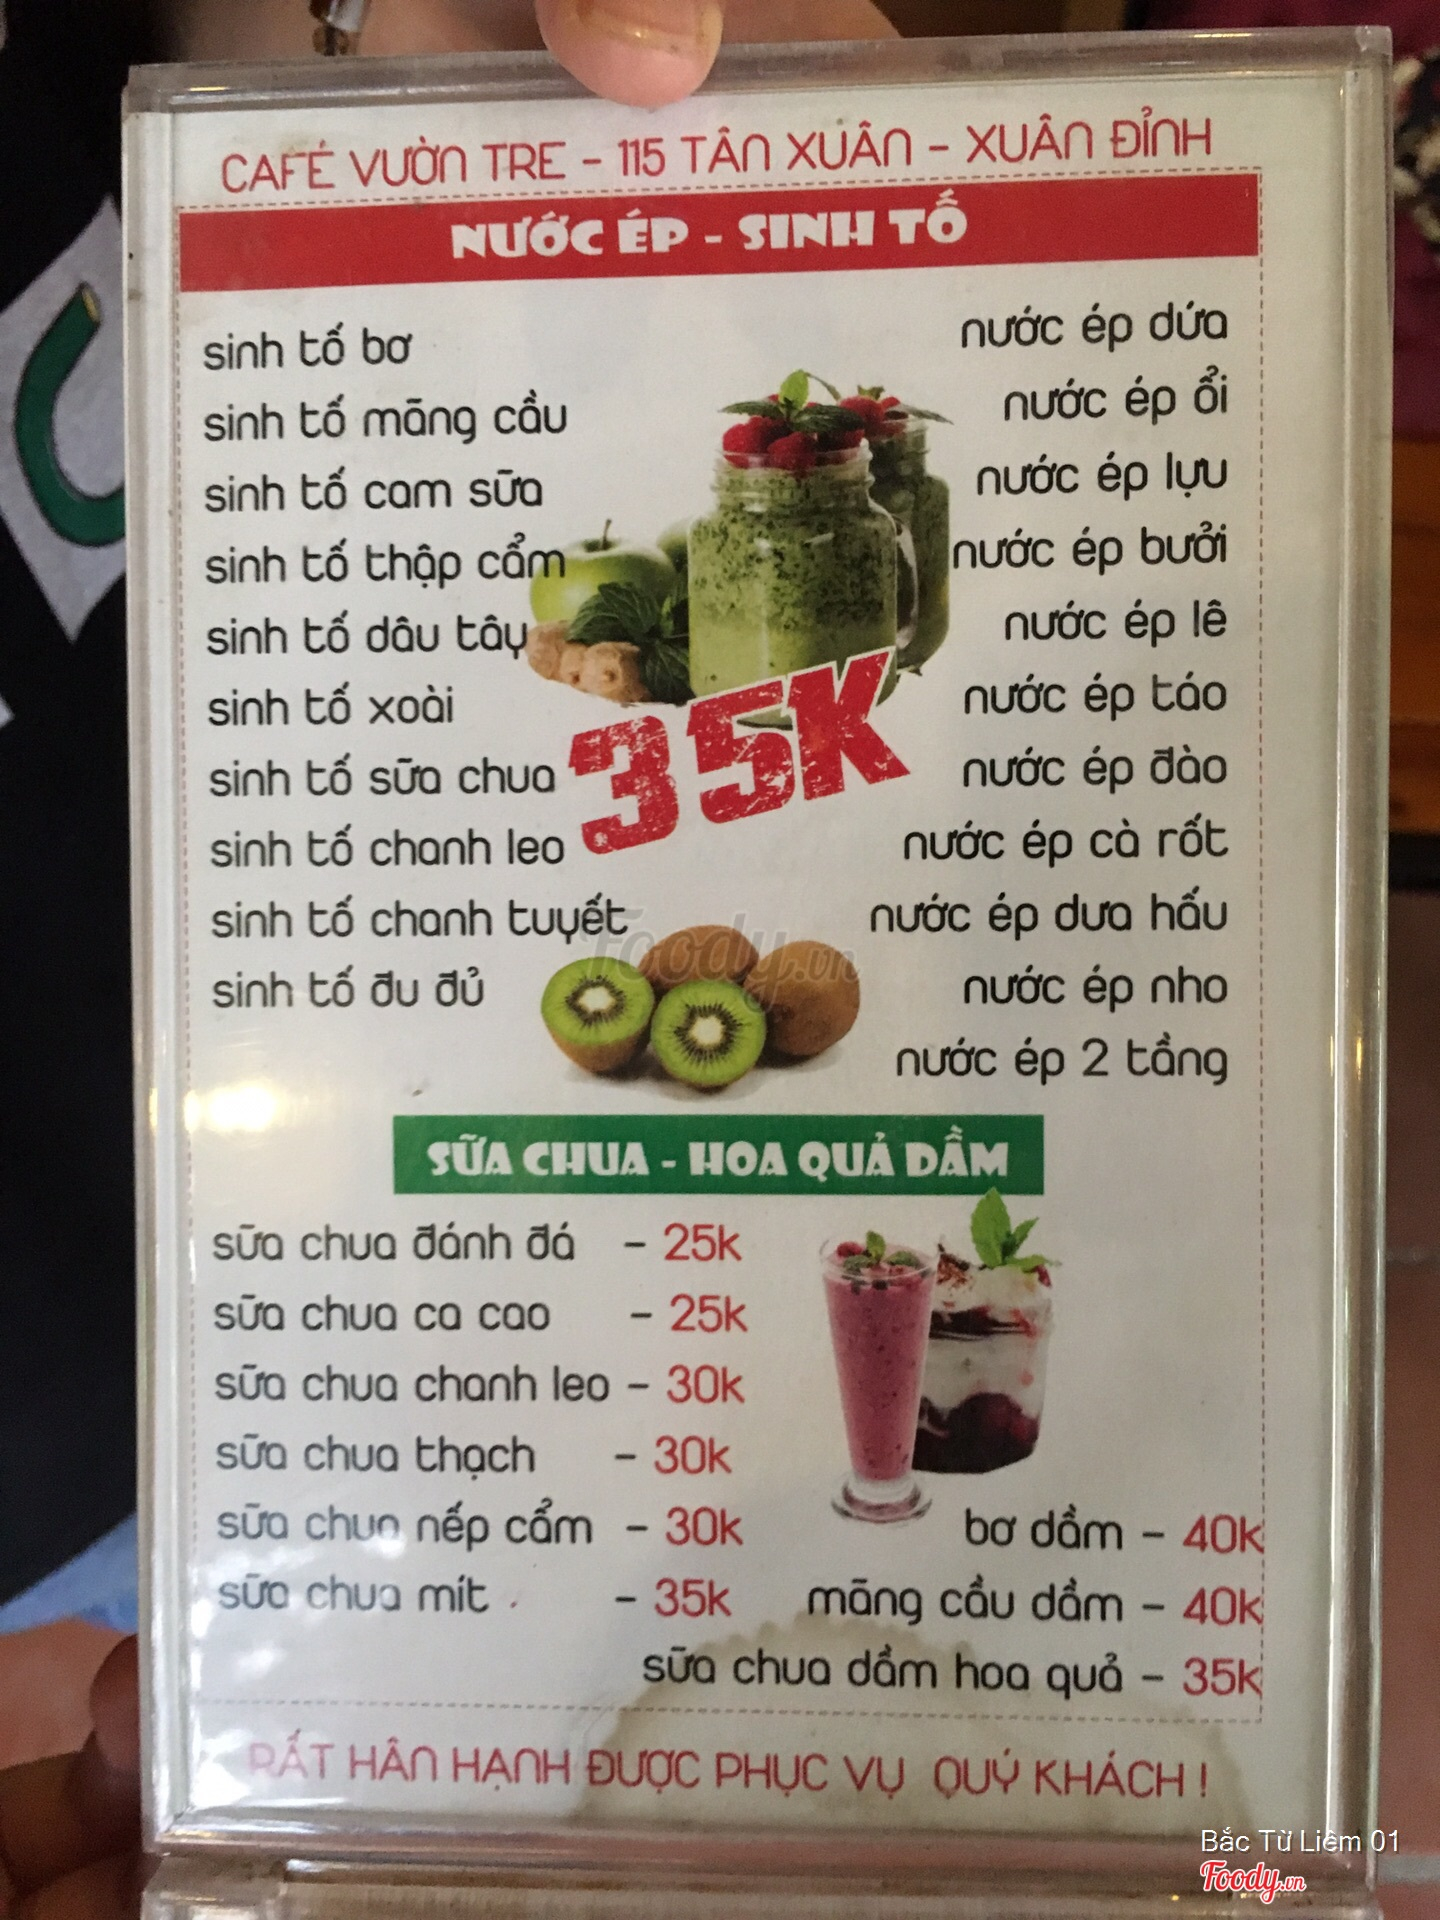 CAFÉ VƯỜN TRE - 115 TÂN XUÂN - XUÂN ĐỈNH
NƯỚC ÉP - SINH TỐ
sinh tố bơ
sinh tố mãng cầu
sinh tố cam sữa
sinh tố thập cẩm
sinh tố dâu tây
sinh tố xoài
sinh tố sữa chua
sinh tố chanh leo
sinh tố chanh tuyết
sinh tố đu đủ
35K
nước ép dứa
nước ép ổi
nước ép lựu
nước ép bưởi
nước ép lê
nước ép táo
nước ép đào
nước ép cà rốt
nước ép dưa hấu
nước ép nho
nước ép 2 tầng
Foody.vn
SỮA CHUA - HOA QUẢ DẦM
sữa chua đánh đá - 25k
sữa chua ca cao - 25k
sữa chua chanh leo - 30k
sữa chua thạch - 30k
sữa chua nếp cẩm - 30k
sữa chua mít - 35k
bơ dầm - 40k
mãng cầu dầm - 40k
sữa chua dầm hoa quả - 35k
RẤT HÂN HẠNH ĐƯỢC PHỤC VỤ QUÝ KHÁCH !
Bắc Từ Liêm 01
Foody.vn